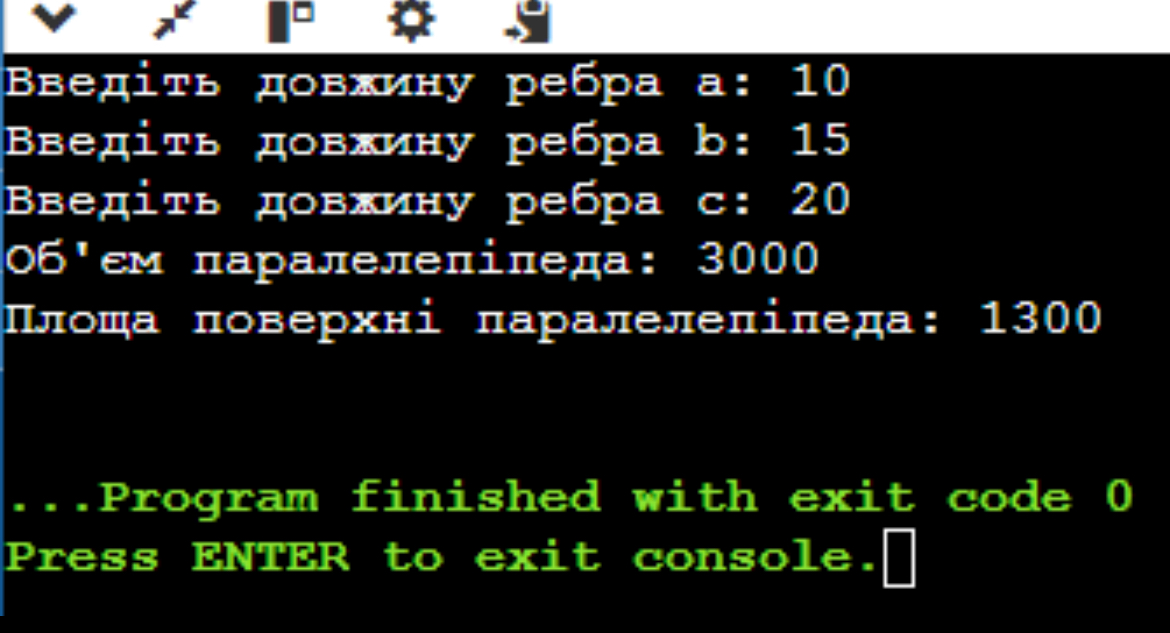 Введіть довжину ребра a: 10
Введіть довжину ребра b: 15
Введіть довжину ребра c: 20
Об'єм паралелепіпеда: 3000
Площа поверхні паралелепіпеда: 1300
...Program finished with exit code 0
Press ENTER to exit console.